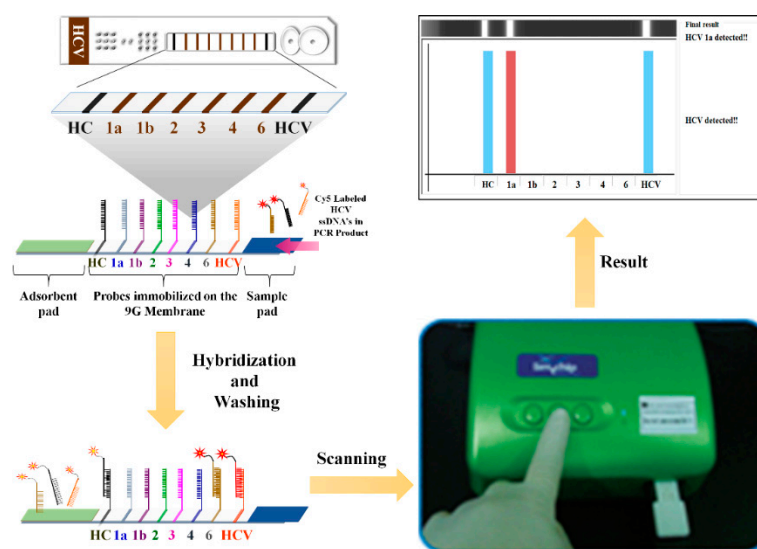 HCV
HC 1a 1b 2 3 4 6 HCV
Cy5 Labeled
HCV
ssDNA's in
PCR Product
HC 1a 1b 2 3 4 6 HCV
Adsorbent
pad
Probes immobilized on the
9G Membrane
Sample
pad
Hybridization
and
Washing
HC 1a 1b 2 3 4 6 HCV
Scanning
Result
Final result
HCV 1a detected!!
HCV detected!!
HC 1a 1b 2 3 4 6 HCV